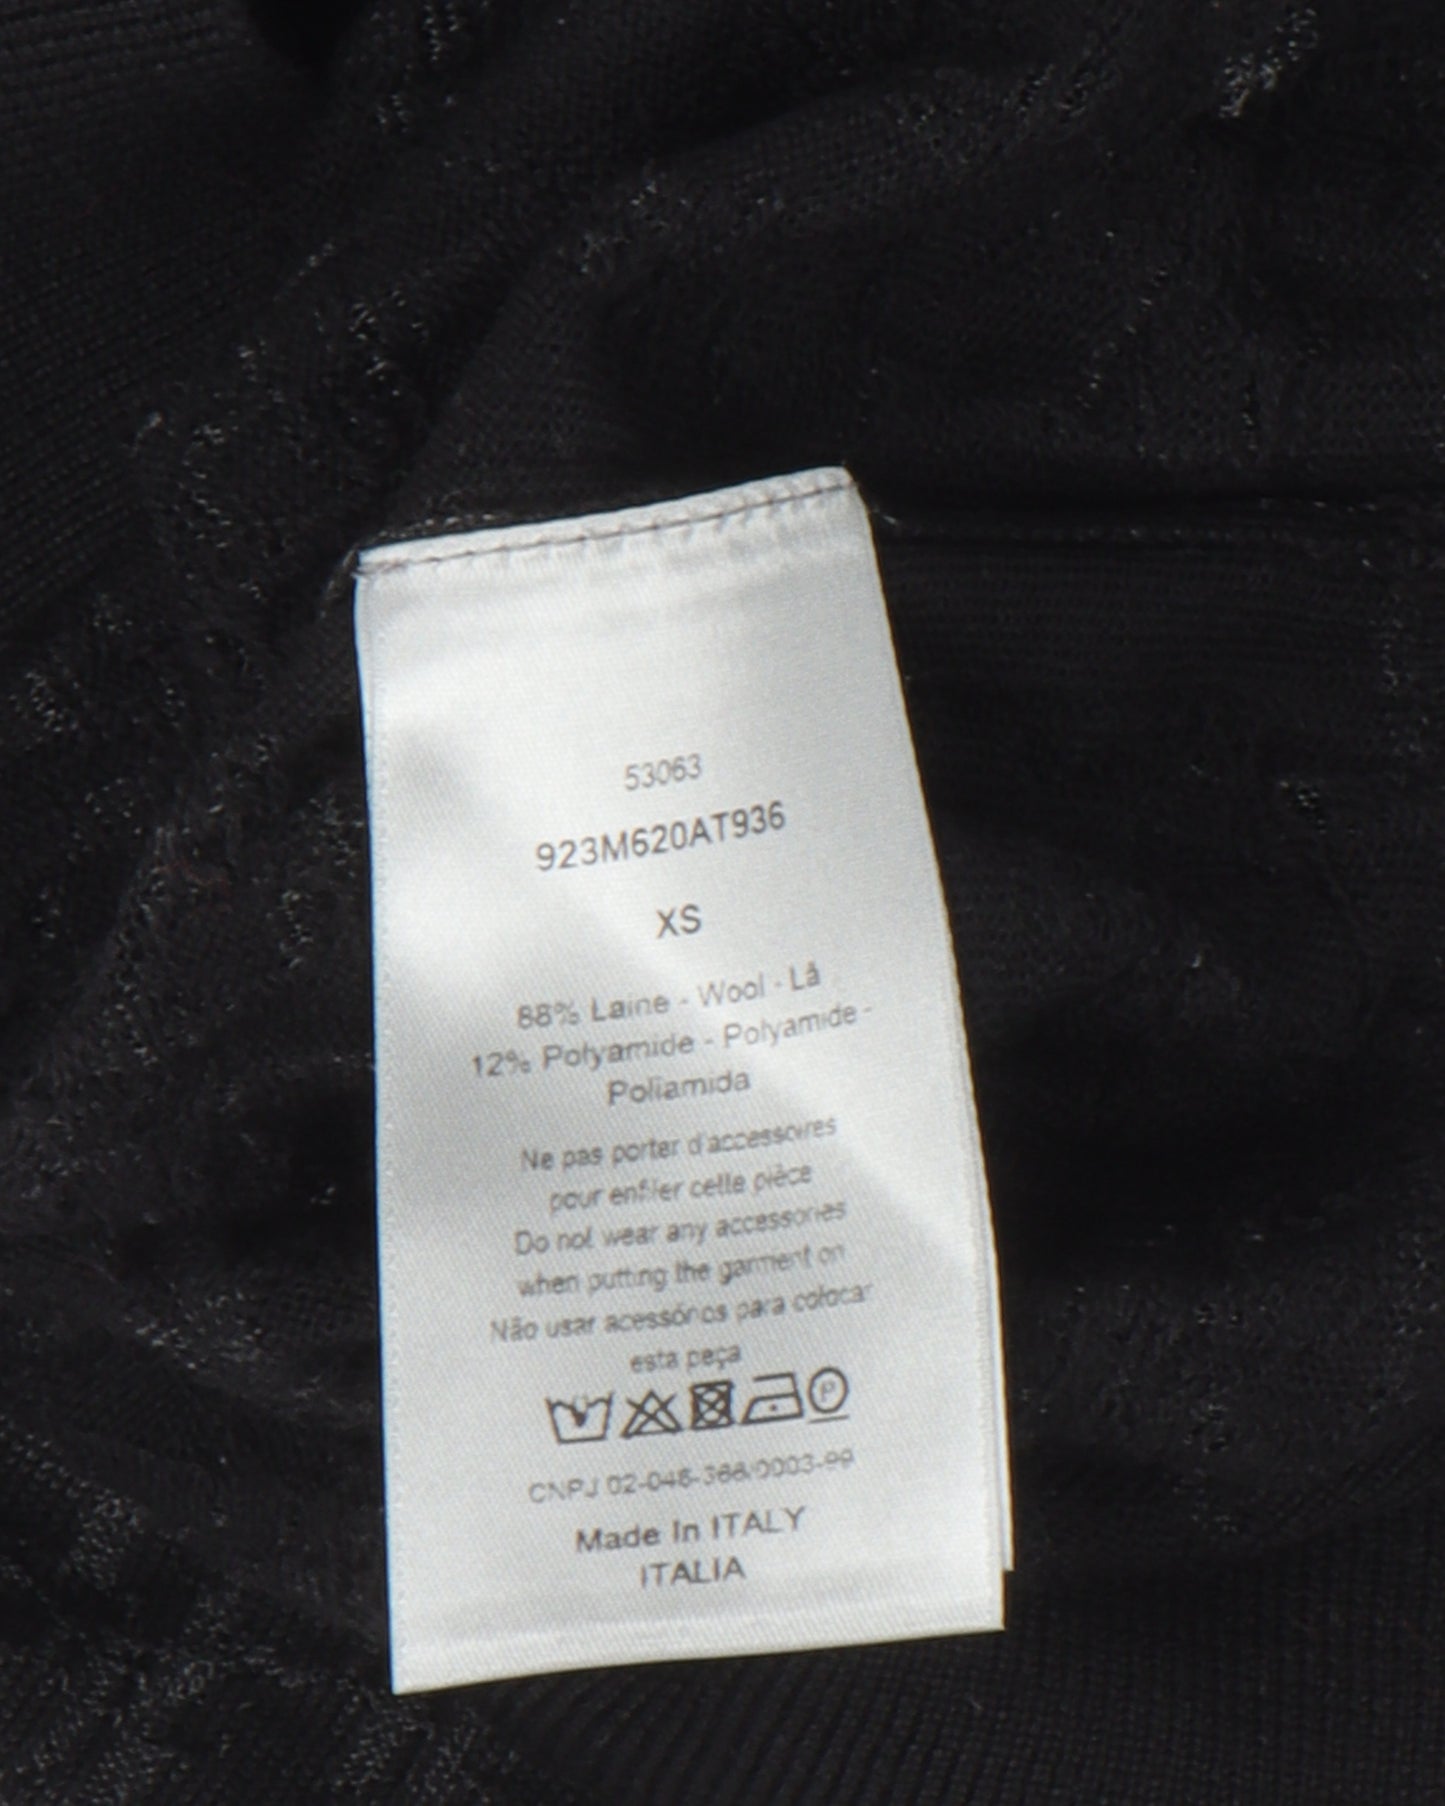 53063
923M620AT936
XS
88% Laine - Wool - Lã
12% Polyamide - Polyamide -
Poliamida
Ne pas porter d'accessoires
pour enfiler cette pièce
Do not wear any accessories
when putting the garment on
Não usar acessórios para colocar
esta peça
P
CNPJ 02-046-366/0003-99
Made In ITALY
ITALIA